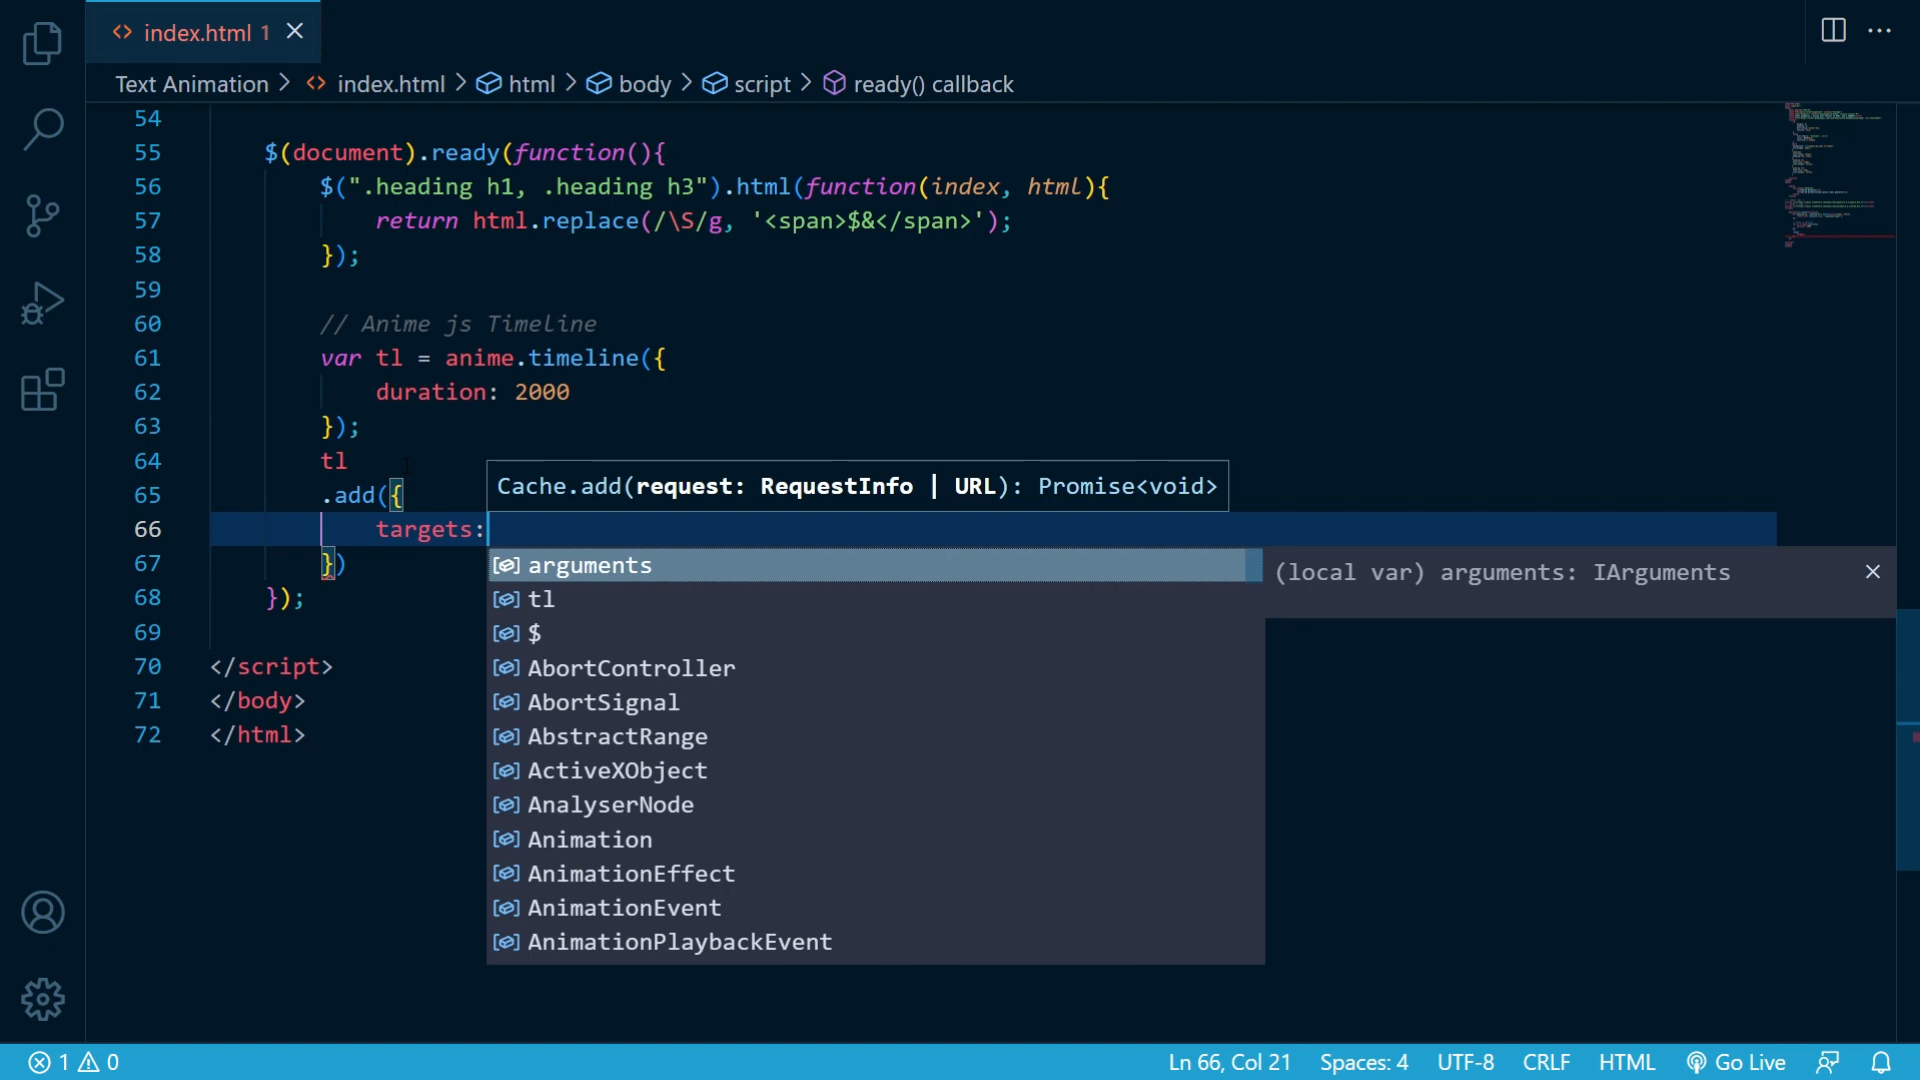 index.html 1
Text Animation > index.html > html > body > script > ready() callback
54
55 $(document).ready(function(){
56 $(".heading h1, .heading h3").html(function(index, html){
57 return html.replace(/\S/g, '<span>$&</span>');
58 });
59
60 // Anime js Timeline
61 var tl = anime.timeline({
62 duration: 2000
63 });
64 tl
Cache.add(request: RequestInfo | URL): Promise<void>
65 .add({
66 targets:
67 })
68 });
69
70 </script>
71 </body>
72 </html>
arguments
(local var) arguments: IArguments
tl
$
AbortController
AbortSignal
AbstractRange
ActiveXObject
AnalyserNode
Animation
AnimationEffect
AnimationEvent
AnimationPlaybackEvent
1 0 Ln 66, Col 21 Spaces: 4 UTF-8 CRLF HTML Go Live